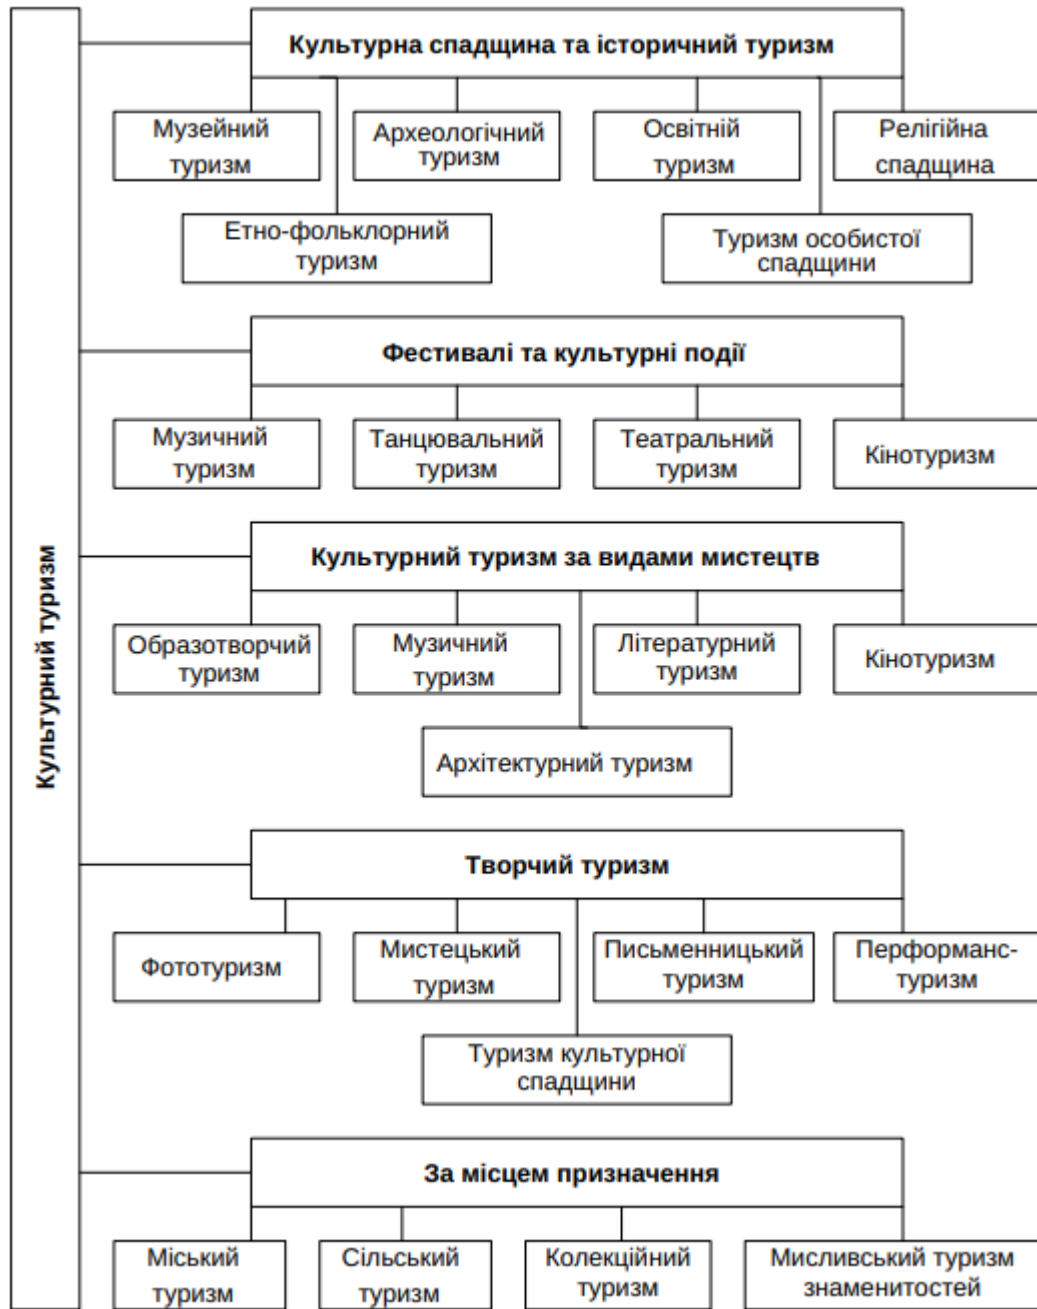 Культурний туризм
Культурна спадщина та історичний туризм
Музейний
туризм
Археологічний
туризм
Освітній
туризм
Релігійна
спадщина
Етно-фольклорний
туризм
Туризм особистої
спадщини
Фестивалі та культурні події
Музичний
туризм
Танцювальний
туризм
Театральний
туризм
Кінотуризм
Культурний туризм за видами мистецтв
Образотворчий
туризм
Музичний
туризм
Літературний
туризм
Кінотуризм
Архітектурний туризм
Творчий туризм
Фототуризм
Мистецький
туризм
Письменницький
туризм
Перформанс-
туризм
Туризм культурної
спадщини
За місцем призначення
Міський
туризм
Сільський
туризм
Колекційний
туризм
Мисливський туризм
знаменитостей